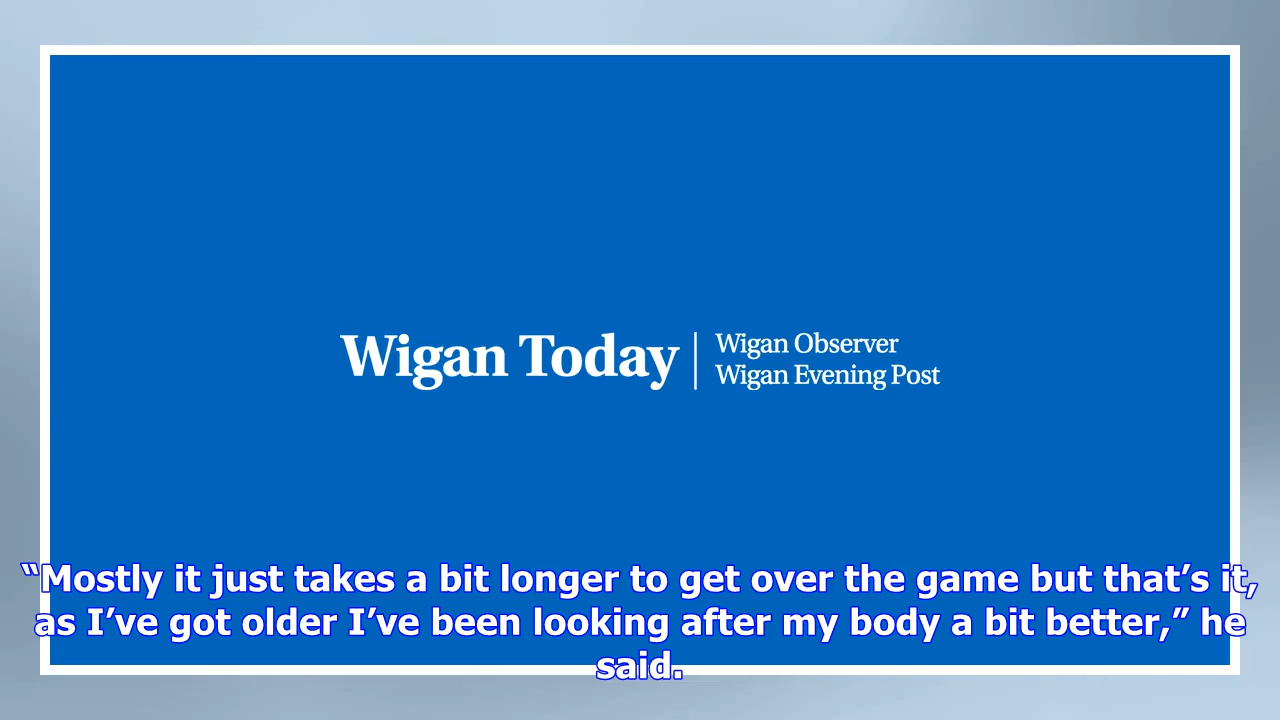 Wigan Today
Wigan Observer
Wigan Evening Post
“Mostly it just takes a bit longer to get over the game but that’s it,
as I’ve got older I’ve been looking after my body a bit better,” he
said.